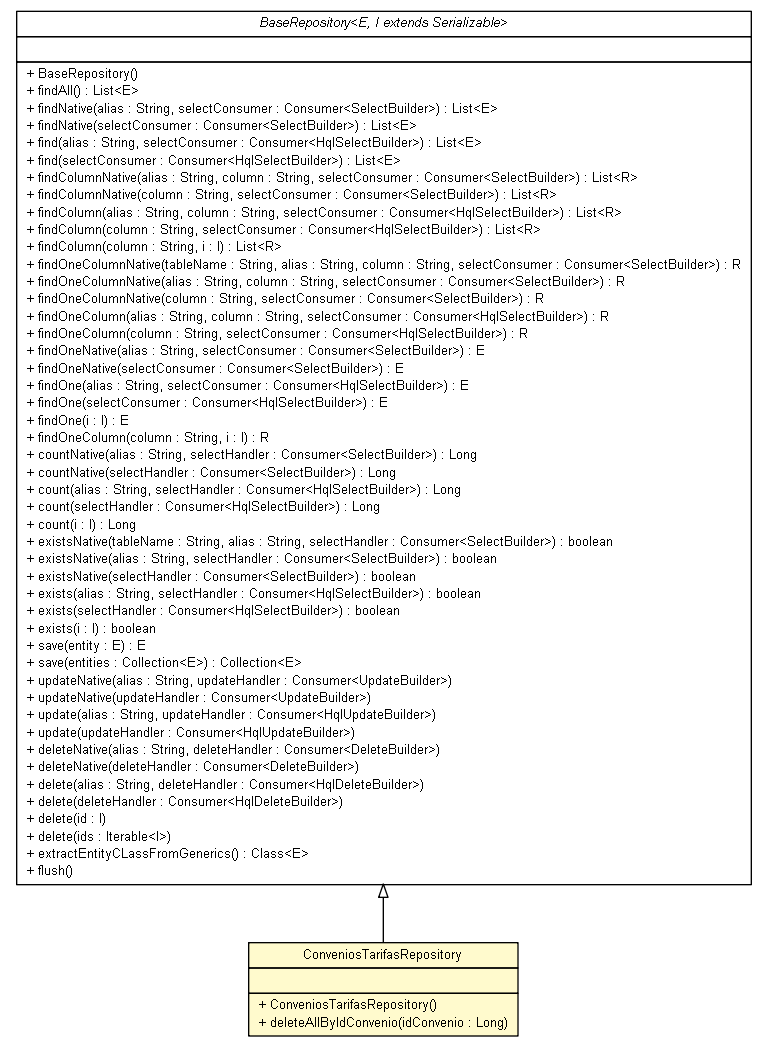 BaseRepository<E, I extends Serializable>
+ BaseRepository()
+ findAll() : List<E>
+ findNative(alias : String, selectConsumer : Consumer<SelectBuilder>) : List<E>
+ findNative(selectConsumer : Consumer<SelectBuilder>) : List<E>
+ find(alias : String, selectConsumer : Consumer<HqlSelectBuilder>) : List<E>
+ find(selectConsumer : Consumer<HqlSelectBuilder>) : List<E>
+ findColumnNative(alias : String, column : String, selectConsumer : Consumer<SelectBuilder>) : List<R>
+ findColumnNative(column : String, selectConsumer : Consumer<SelectBuilder>) : List<R>
+ findColumn(alias : String, column : String, selectConsumer : Consumer<HqlSelectBuilder>) : List<R>
+ findColumn(column : String, selectConsumer : Consumer<HqlSelectBuilder>) : List<R>
+ findColumn(column : String, i : I) : List<R>
+ findOneColumnNative(tableName : String, alias : String, column : String, selectConsumer : Consumer<SelectBuilder>) : R
+ findOneColumnNative(alias : String, column : String, selectConsumer : Consumer<SelectBuilder>) : R
+ findOneColumnNative(column : String, selectConsumer : Consumer<SelectBuilder>) : R
+ findOneColumn(alias : String, column : String, selectConsumer : Consumer<HqlSelectBuilder>) : R
+ findOneColumn(column : String, selectConsumer : Consumer<HqlSelectBuilder>) : R
+ findOneNative(alias : String, selectConsumer : Consumer<SelectBuilder>) : E
+ findOneNative(selectConsumer : Consumer<SelectBuilder>) : E
+ findOne(alias : String, selectConsumer : Consumer<HqlSelectBuilder>) : E
+ findOne(selectConsumer : Consumer<HqlSelectBuilder>) : E
+ findOne(i : I) : E
+ findOneColumn(column : String, i : I) : R
+ countNative(alias : String, selectHandler : Consumer<SelectBuilder>) : Long
+ countNative(selectHandler : Consumer<SelectBuilder>) : Long
+ count(alias : String, selectHandler : Consumer<HqlSelectBuilder>) : Long
+ count(selectHandler : Consumer<HqlSelectBuilder>) : Long
+ count(i : I) : Long
+ existsNative(tableName : String, alias : String, selectHandler : Consumer<SelectBuilder>) : boolean
+ existsNative(alias : String, selectHandler : Consumer<SelectBuilder>) : boolean
+ existsNative(selectHandler : Consumer<SelectBuilder>) : boolean
+ exists(alias : String, selectHandler : Consumer<HqlSelectBuilder>) : boolean
+ exists(selectHandler : Consumer<HqlSelectBuilder>) : boolean
+ exists(i : I) : boolean
+ save(entity : E) : E
+ save(entities : Collection<E>) : Collection<E>
+ updateNative(alias : String, updateHandler : Consumer<UpdateBuilder>)
+ updateNative(updateHandler : Consumer<UpdateBuilder>)
+ update(alias : String, updateHandler : Consumer<HqlUpdateBuilder>)
+ update(updateHandler : Consumer<HqlUpdateBuilder>)
+ deleteNative(alias : String, deleteHandler : Consumer<DeleteBuilder>)
+ deleteNative(deleteHandler : Consumer<DeleteBuilder>)
+ delete(alias : String, deleteHandler : Consumer<HqlDeleteBuilder>)
+ delete(deleteHandler : Consumer<HqlDeleteBuilder>)
+ delete(id : I)
+ delete(ids : Iterable<I>)
+ extractEntityCLassFromGenerics() : Class<E>
+ flush()
ConveniosTarifasRepository
+ ConveniosTarifasRepository()
+ deleteAllByIdConvenio(idConvenio : Long)